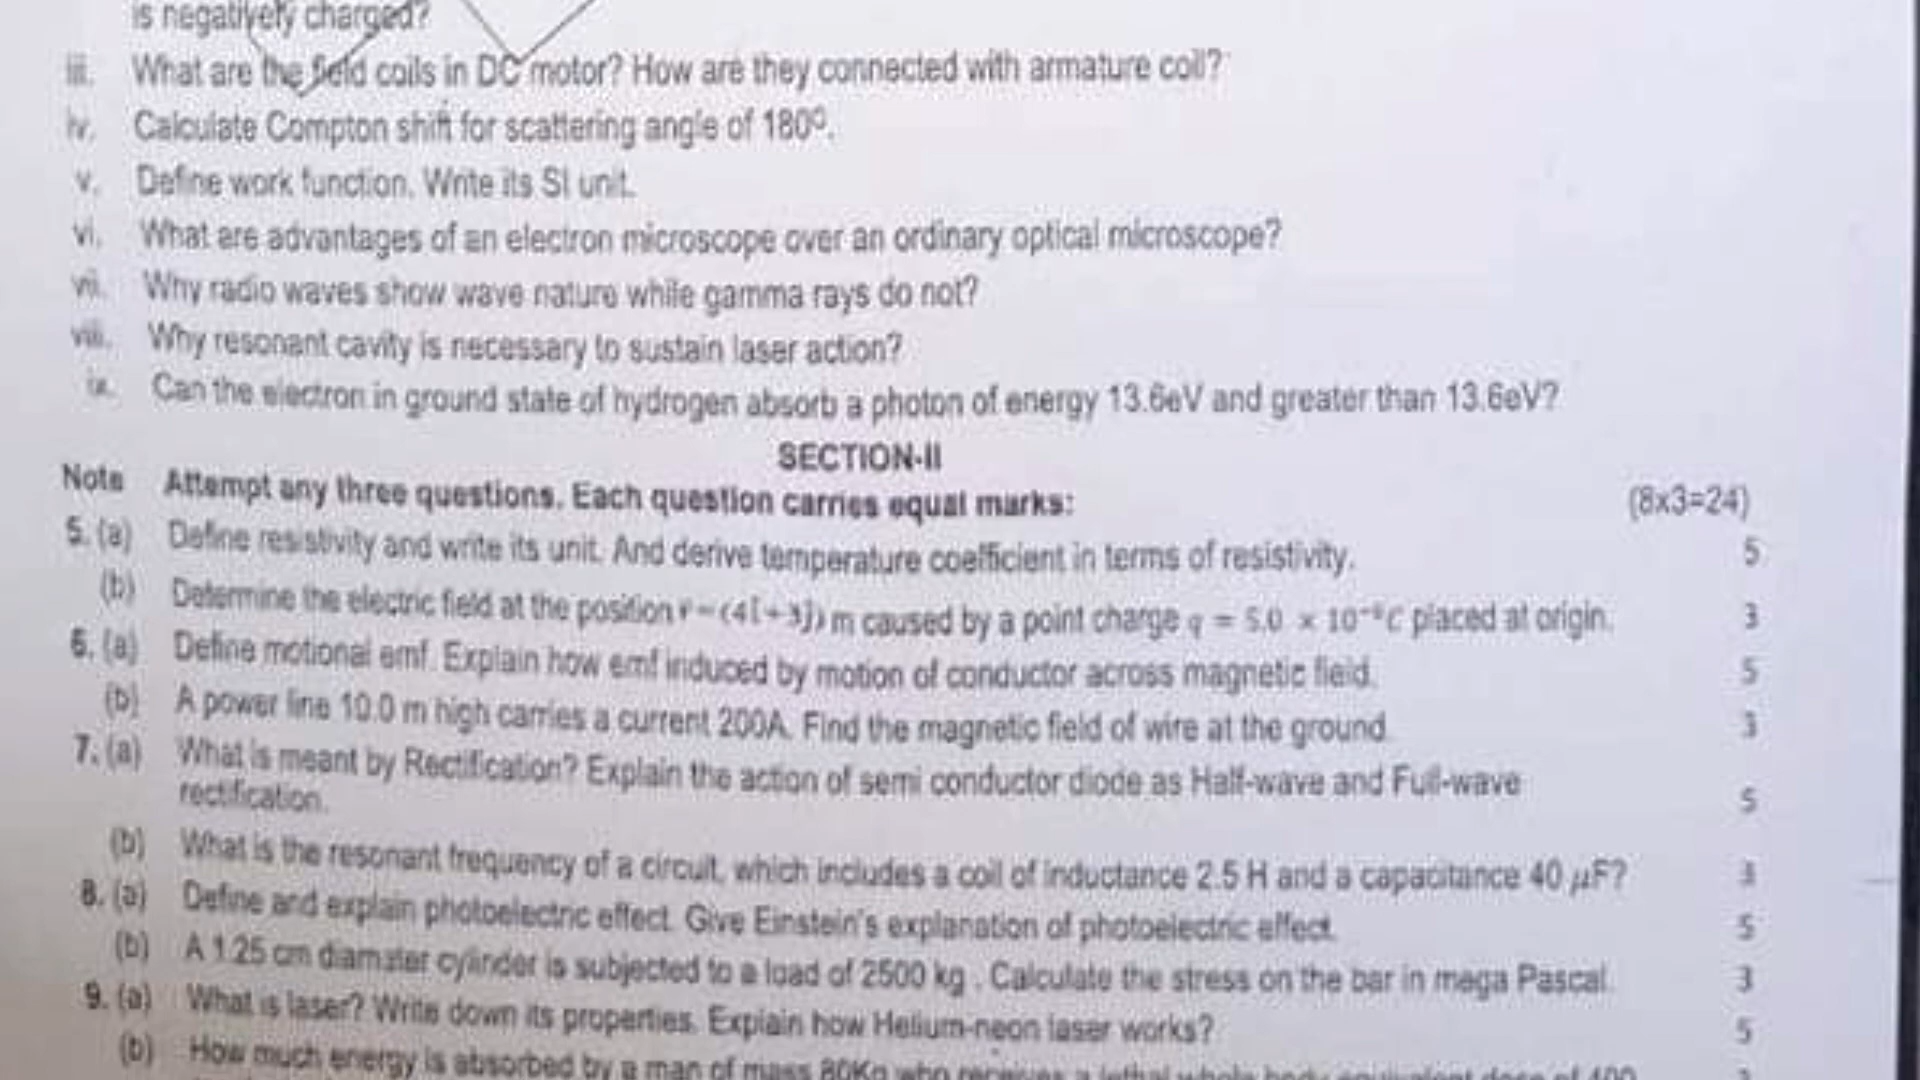 is negatively charged?
iii. What are the field coils in DC motor? How are they connected with armature coil?
iv. Calculate Compton shift for scattering angle of 180⁰.
v. Define work function. Write its SI unit.
vi. What are advantages of an electron microscope over an ordinary optical microscope?
vii. Why radio waves show wave nature while gamma rays do not?
viii. Why resonant cavity is necessary to sustain laser action?
ix. Can the electron in ground state of hydrogen absorb a photon of energy 13.6eV and greater than 13.6eV?
SECTION-II
Note Attempt any three questions. Each question carries equal marks: (8x3=24)
5. (a) Define resistivity and write its unit. And derive temperature coefficient in terms of resistivity. 5
(b) Determine the electric field at the position r = (4î + 3ĵ) m caused by a point charge q = 5.0 × C placed at origin. 3
6. (a) Define motional emf. Explain how emf induced by motion of conductor across magnetic field. 5
(b) A power line 10.0 m high carries a current 200A. Find the magnetic field of wire at the ground. 3
7. (a) What is meant by Rectification? Explain the action of semi conductor diode as Half-wave and Full-wave
rectification. 5
(b) What is the resonant frequency of a circuit, which includes a coil of inductance 2.5 H and a capacitance 40 μF? 3
8. (a) Define and explain photoelectric effect. Give Einstein's explanation of photoelectric effect. 5
(b) A 1.25 cm diameter cylinder is subjected to a load of 2500 kg. Calculate the stress on the bar in mega Pascal. 3
9. (a) What is laser? Write down its properties. Explain how Helium-neon laser works? 5
(b) How much energy is absorbed by a man of mass 80Kg who receives a lethal whole body equivalent dose of 400